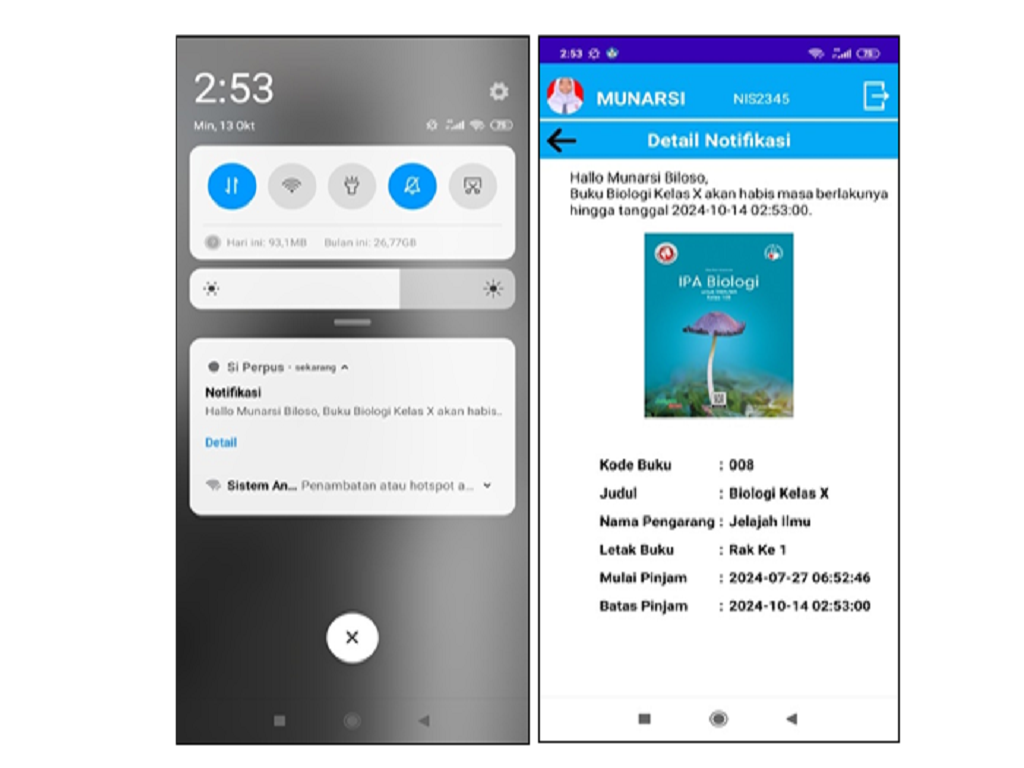 2:53
Min, 13 Okt
Hari ini: 93,1MB Bulan ini: 26,77GB
Si Perpus · sekarang
Notifikasi
Hallo Munarsi Biloso, Buku Biologi Kelas X akan habis..
Detail
Sistem An... Penambatan atau hotspot a...
2:53
MUNARSI NIS2345
Detail Notifikasi
Hallo Munarsi Biloso,
Buku Biologi Kelas X akan habis masa berlakunya
hingga tanggal 2024-10-14 02:53:00.
IPA Biologi
Kode Buku : 008
Judul : Biologi Kelas X
Nama Pengarang : Jelajah Ilmu
Letak Buku : Rak Ke 1
Mulai Pinjam : 2024-07-27 06:52:46
Batas Pinjam : 2024-10-14 02:53:00